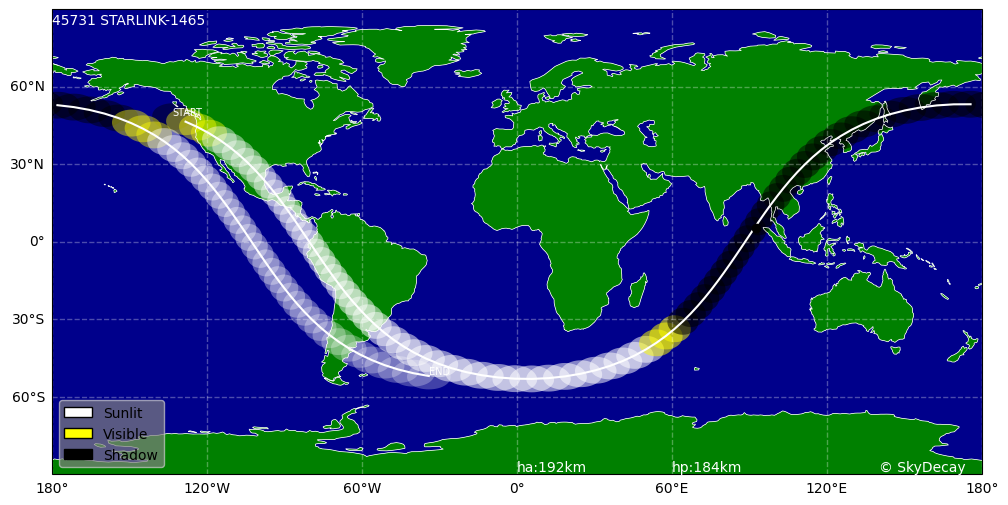 45731 STARLINK-1465
60°N
START
30°N
0°
30°S
END
60°S
Sunlit
Visible
Shadow
ha:192km hp:184km © SkyDecay
180° 120°W 60°W 0° 60°E 120°E 180°